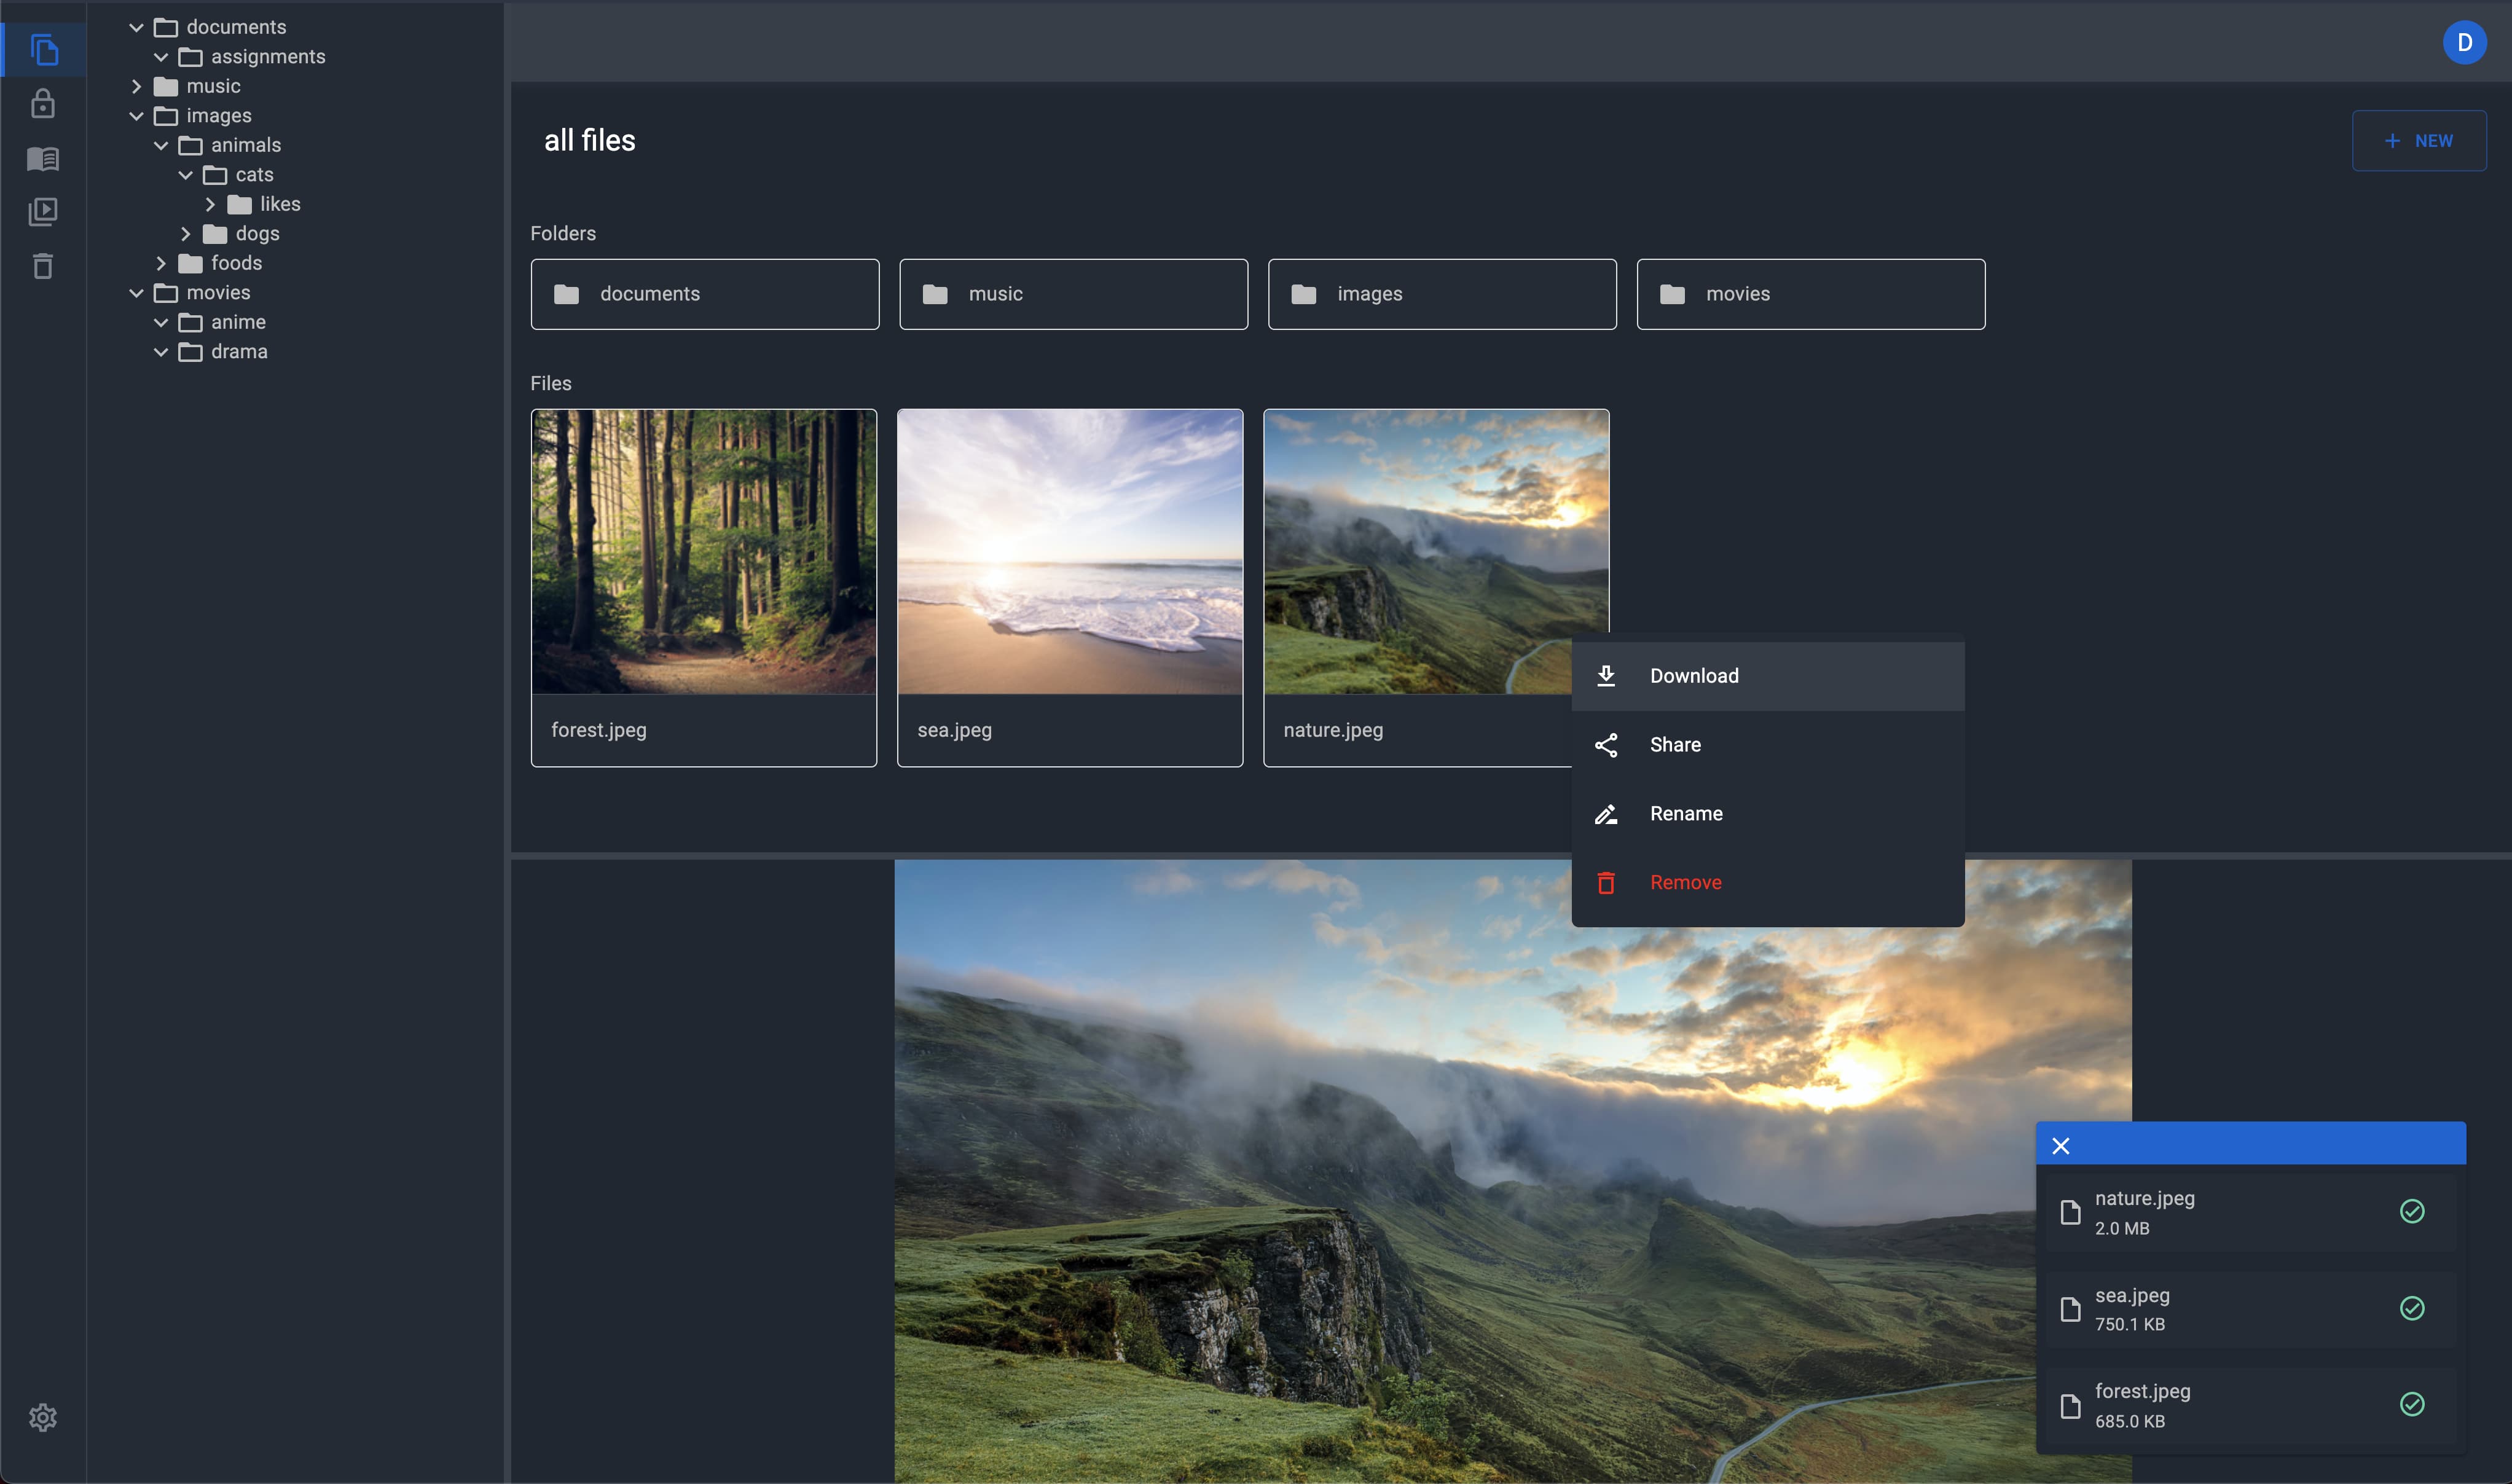 documents
assignments
music
images
animals
cats
likes
dogs
foods
movies
anime
drama
D
all files
+ NEW
Folders
documents
music
images
movies
Files
forest.jpeg
sea.jpeg
nature.jpeg
Download
Share
Rename
Remove
nature.jpeg
2.0 MB
sea.jpeg
750.1 KB
forest.jpeg
685.0 KB